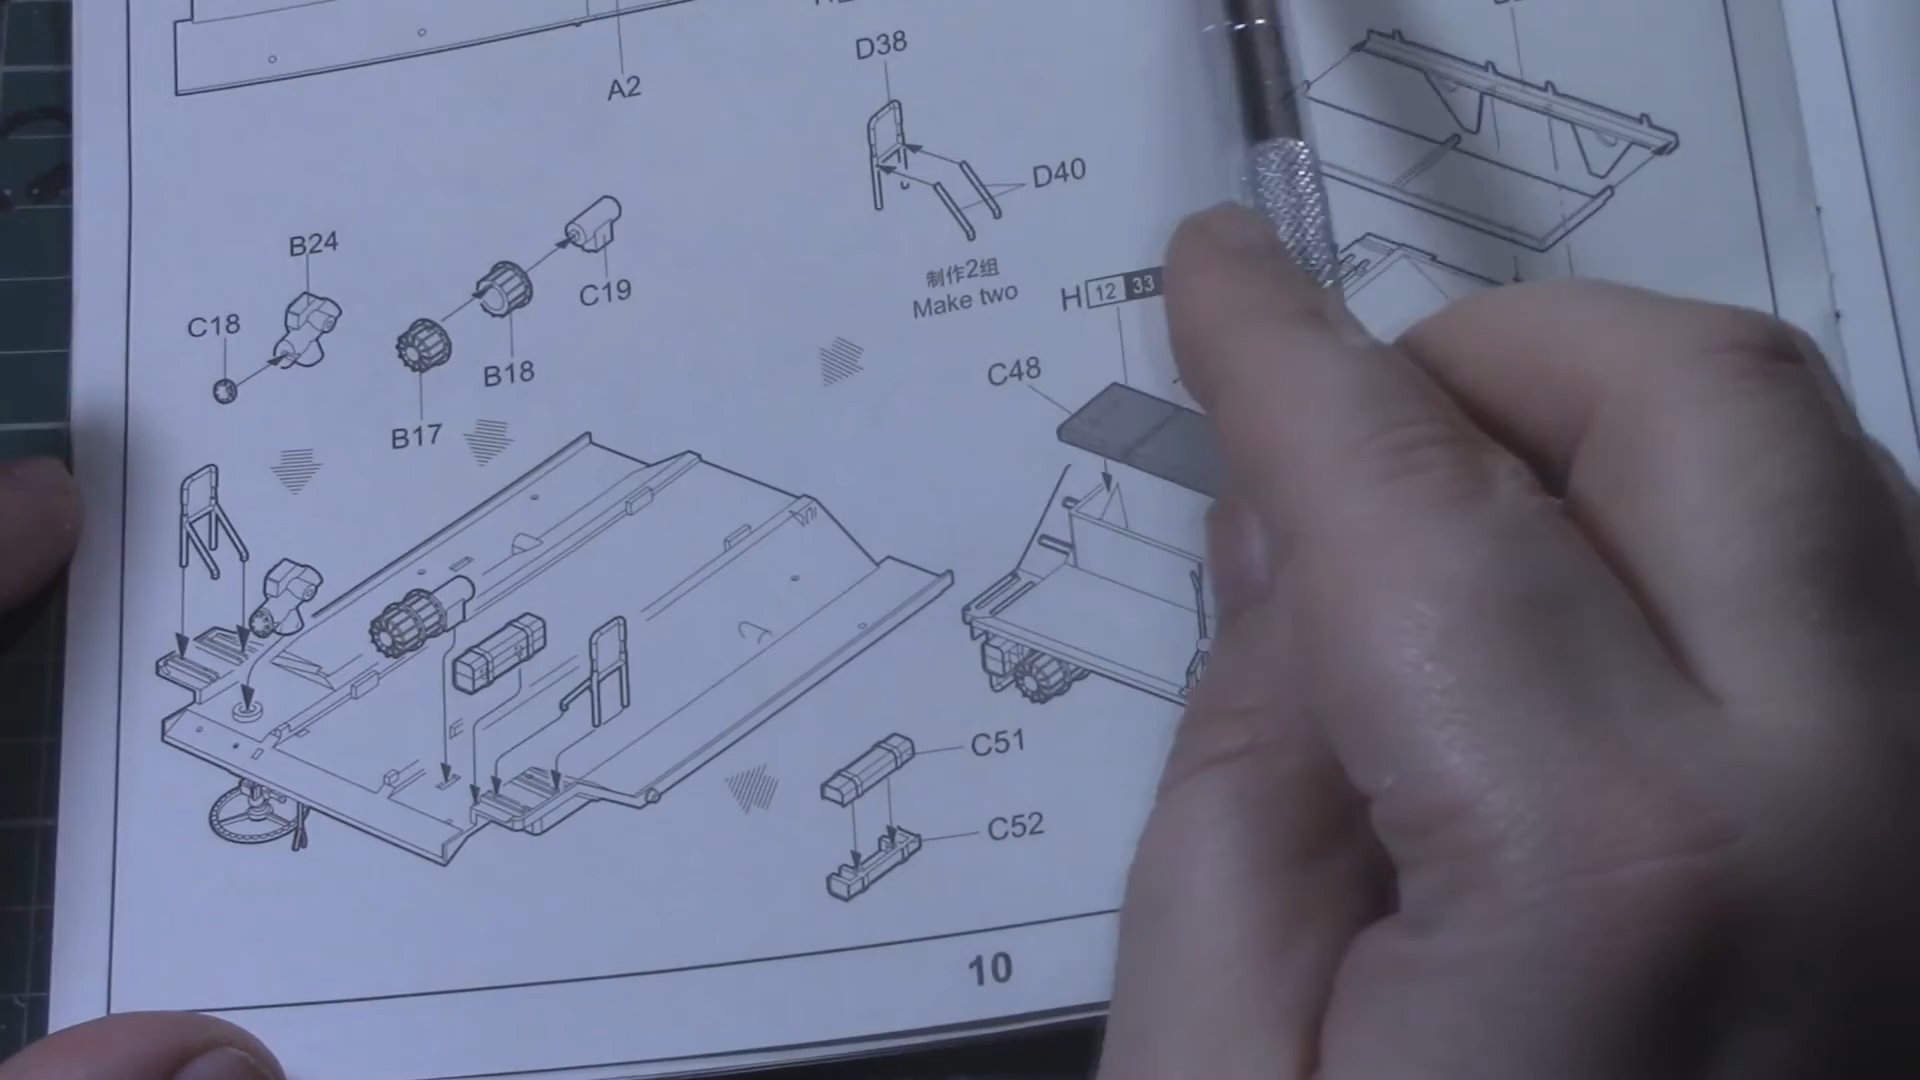 A2
D38
D40
制作2组
Make two
B24
C18
C19
B18
B17
H 12 33
C48
C51
C52
10